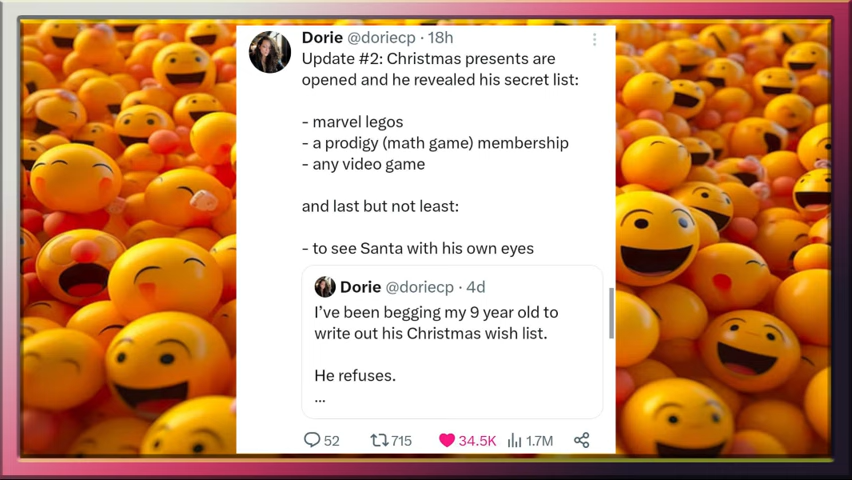 Dorie @doriecp · 18h
Update #2: Christmas presents are
opened and he revealed his secret list:
- marvel legos
- a prodigy (math game) membership
- any video game
and last but not least:
- to see Santa with his own eyes
Dorie @doriecp · 4d
I’ve been begging my 9 year old to
write out his Christmas wish list.
He refuses.
...
52 715 34.5K 1.7M